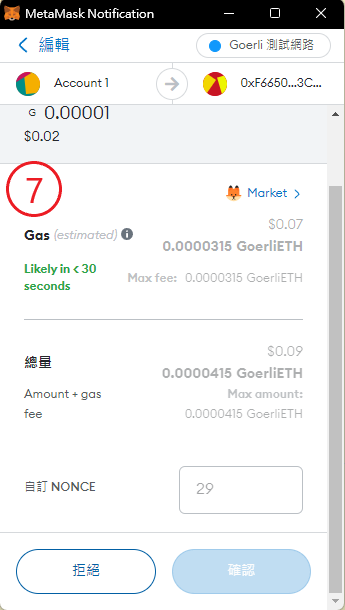 MetaMask Notification
編輯
Goerli 測試網路
Account 1
0xF6650...3C...
G 0.00001
$0.02
7
Market
$0.07
Gas (estimated)
0.0000315 GoerliETH
Likely in < 30
seconds
Max fee: 0.0000315 GoerliETH
$0.09
總量
0.0000415 GoerliETH
Amount + gas
fee
Max amount:
0.0000415 GoerliETH
自訂 NONCE
29
拒絕
確認